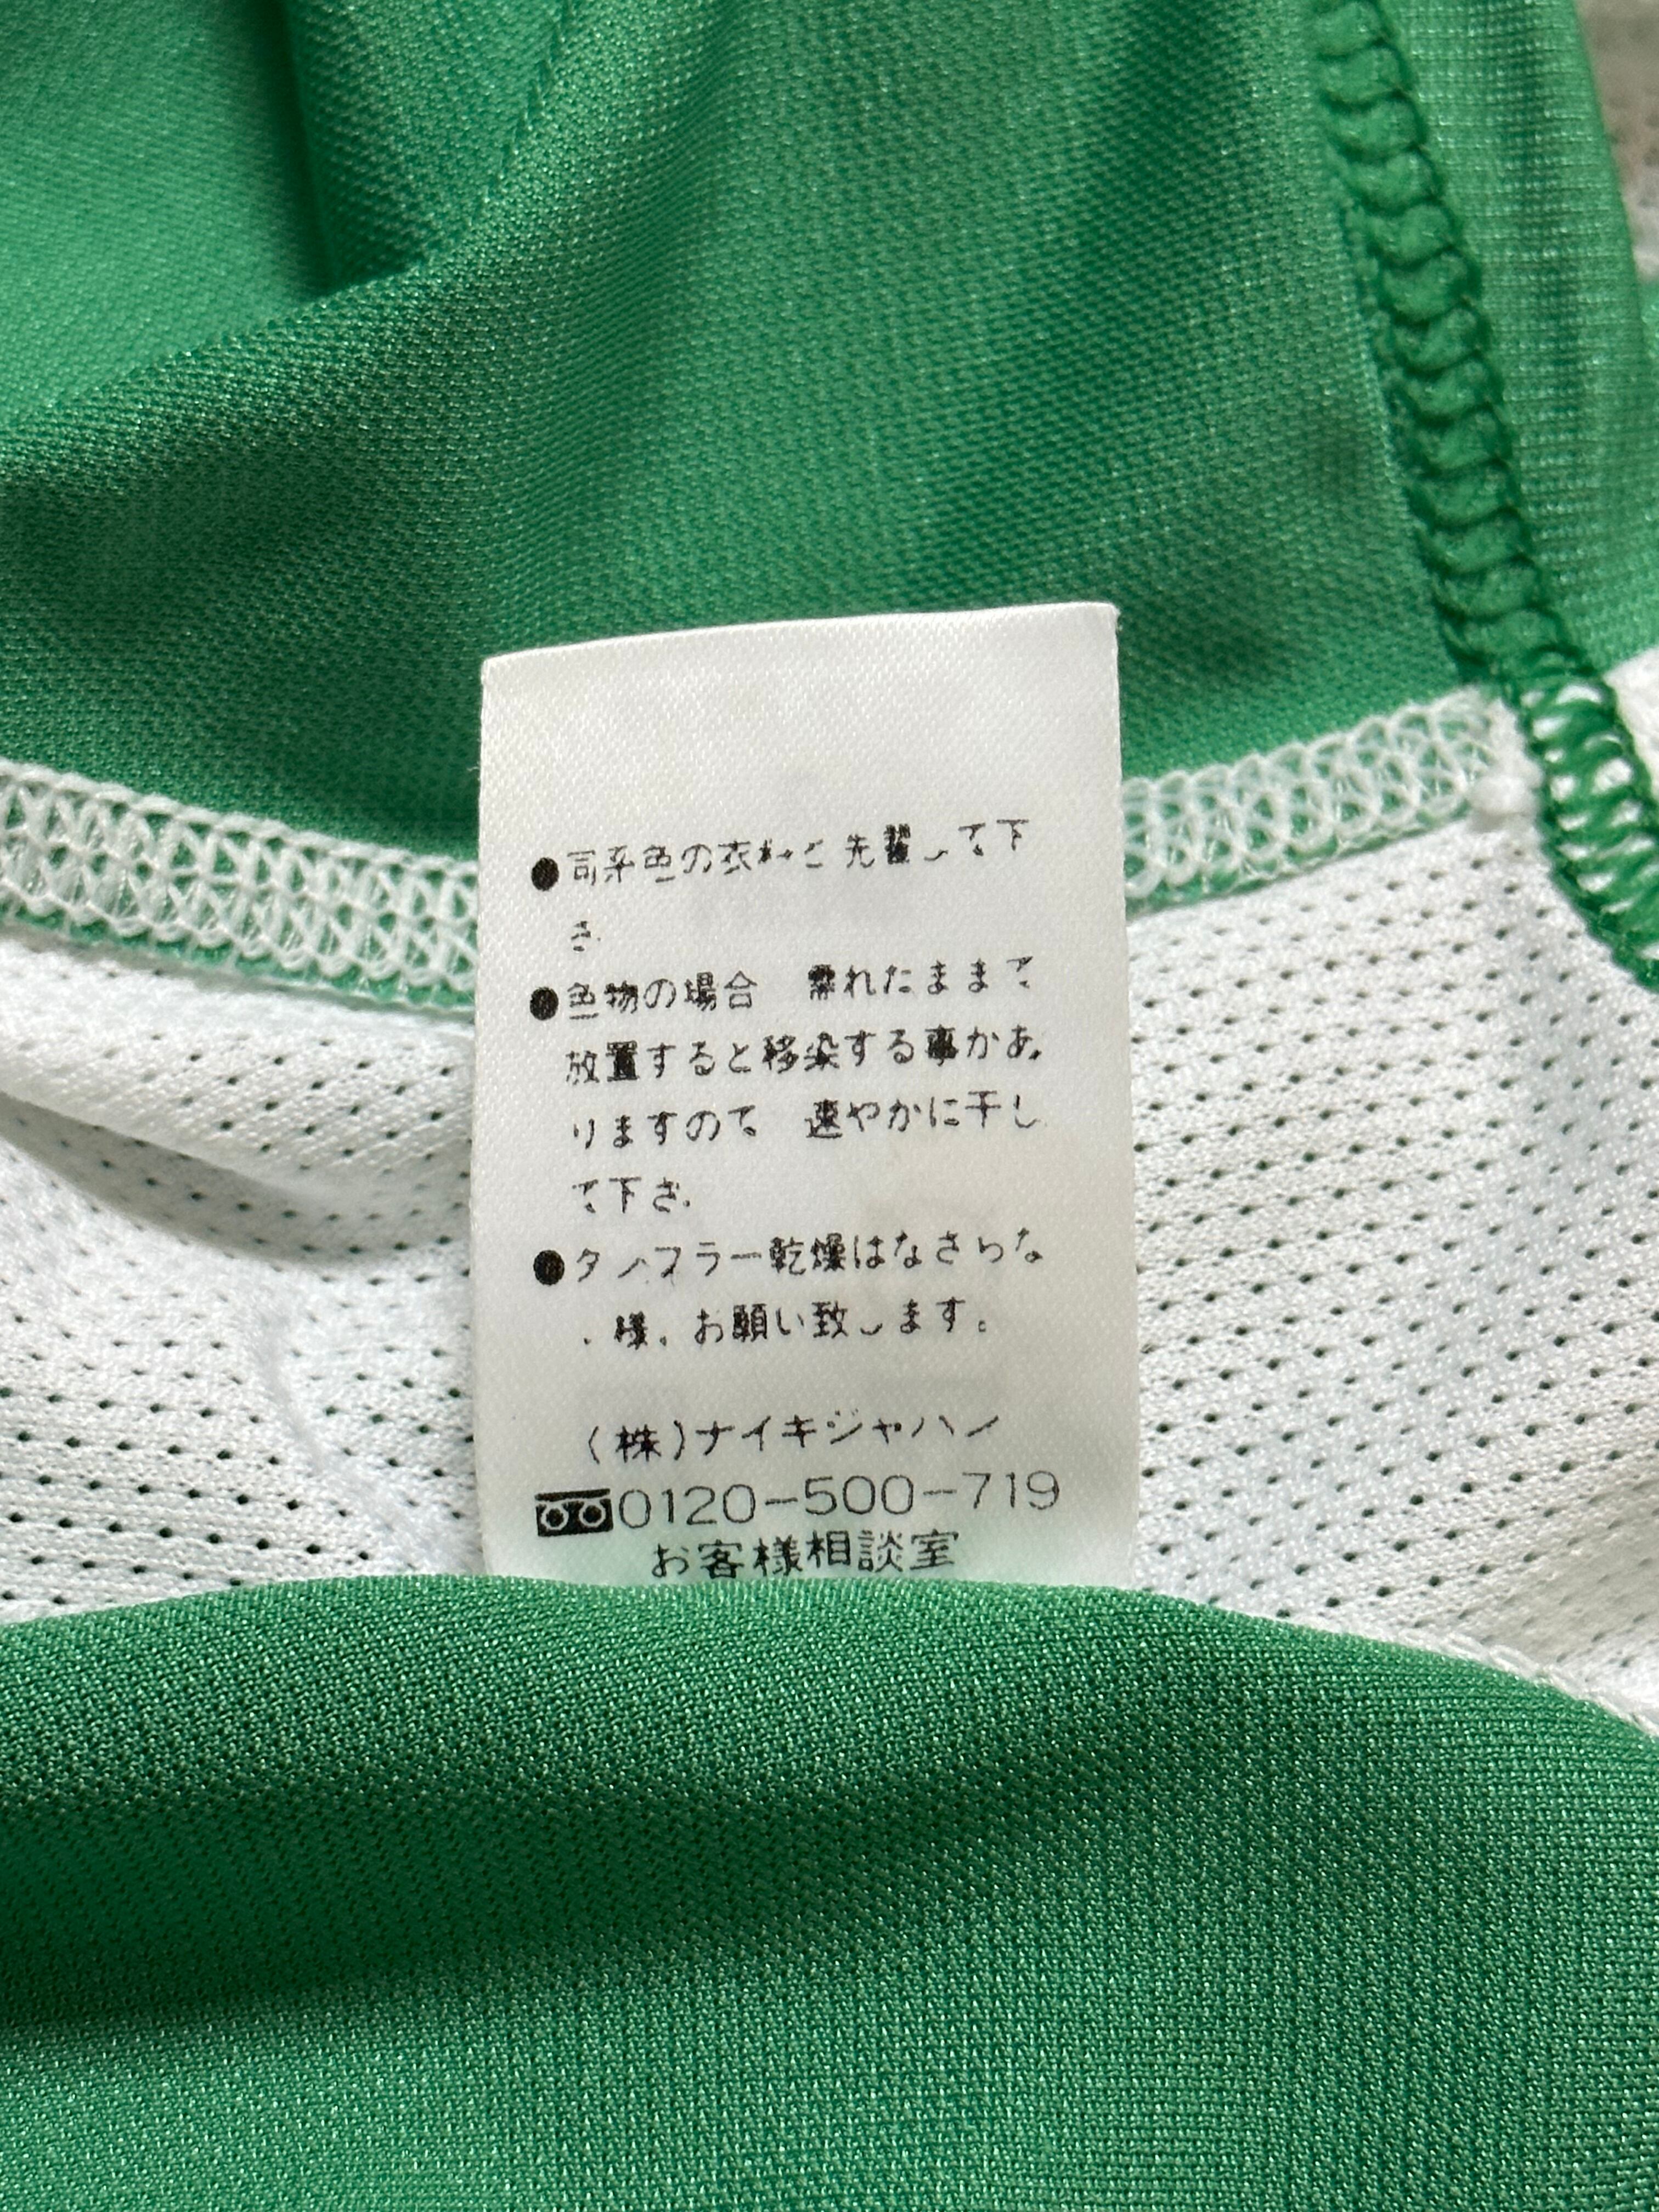 ●同系色の衣料と洗濯して下
さ
●色物の場合 濡れたままで
放置すると移染する事があ
りますので 速やかに干し
て下さ
●タンブラー乾燥はなさらな
様、お願い致します。
(株)ナイキジャパン
0120-500-719
お客様相談室